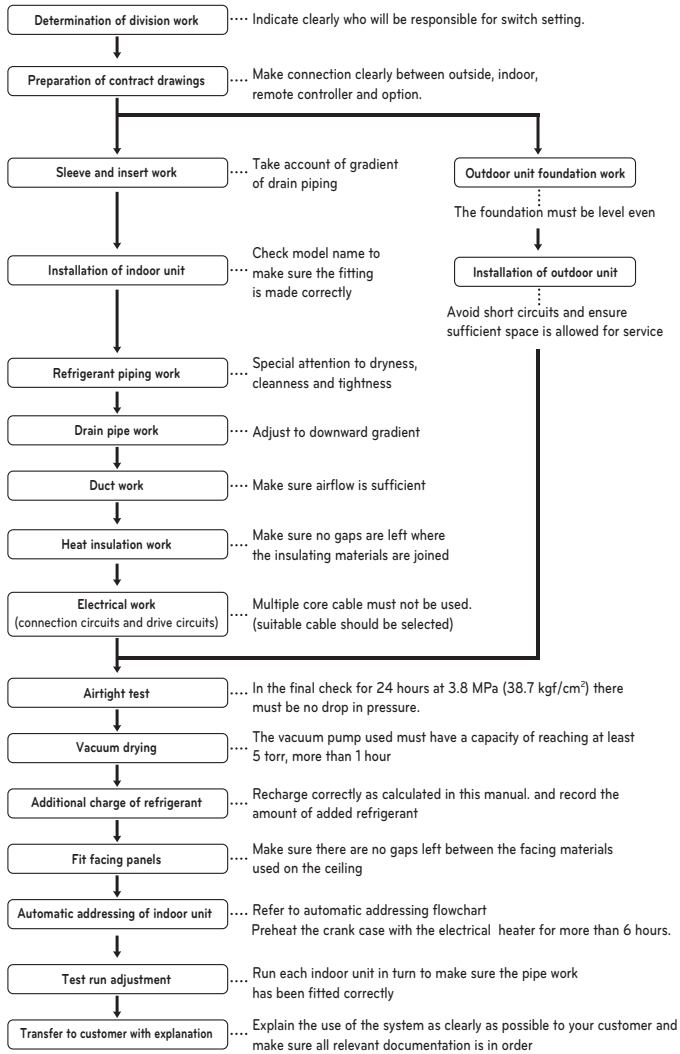 Determination of division work
Indicate clearly who will be responsible for switch setting.
Preparation of contract drawings
Make connection clearly between outside, indoor,
remote controller and option.
Sleeve and insert work
Take account of gradient
of drain piping
Outdoor unit foundation work
The foundation must be level even
Installation of indoor unit
Check model name to
make sure the fitting
is made correctly
Installation of outdoor unit
Avoid short circuits and ensure
sufficient space is allowed for service
Refrigerant piping work
Special attention to dryness,
cleanness and tightness
Drain pipe work
Adjust to downward gradient
Duct work
Make sure airflow is sufficient
Heat insulation work
Make sure no gaps are left where
the insulating materials are joined
Electrical work
(connection circuits and drive circuits)
Multiple core cable must not be used.
(suitable cable should be selected)
Airtight test
In the final check for 24 hours at 3.8 MPa (38.7 kgf/cm²) there
must be no drop in pressure.
Vacuum drying
The vacuum pump used must have a capacity of reaching at least
5 torr, more than 1 hour
Additional charge of refrigerant
Recharge correctly as calculated in this manual. and record the
amount of added refrigerant
Fit facing panels
Make sure there are no gaps left between the facing materials
used on the ceiling
Automatic addressing of indoor unit
Refer to automatic addressing flowchart
Preheat the crank case with the electrical heater for more than 6 hours.
Test run adjustment
Run each indoor unit in turn to make sure the pipe work
has been fitted correctly
Transfer to customer with explanation
Explain the use of the system as clearly as possible to your customer and
make sure all relevant documentation is in order